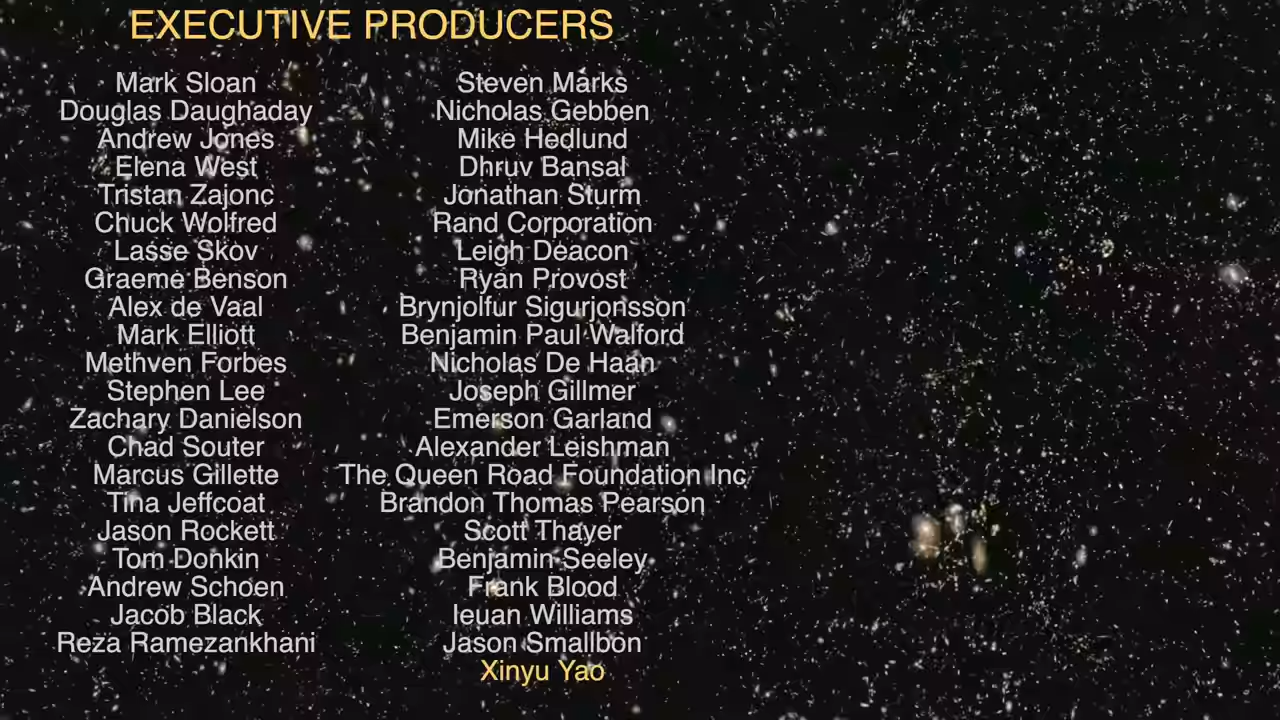 EXECUTIVE PRODUCERS
Mark Sloan
Douglas Daughaday
Andrew Jones
Elena West
Tristan Zajonc
Chuck Wolfred
Lasse Skov
Graeme Benson
Alex de Vaal
Mark Elliott
Methven Forbes
Stephen Lee
Zachary Danielson
Chad Souter
Marcus Gillette
Tina Jeffcoat
Jason Rockett
Tom Donkin
Andrew Schoen
Jacob Black
Reza Ramezankhani
Steven Marks
Nicholas Gebben
Mike Hedlund
Dhruv Bansal
Jonathan Sturm
Rand Corporation
Leigh Deacon
Ryan Provost
Brynjolfur Sigurjonsson
Benjamin Paul Walford
Nicholas De Haan
Joseph Gillmer
Emerson Garland
Alexander Leishman
The Queen Road Foundation Inc
Brandon Thomas Pearson
Scott Thayer
Benjamin Seeley
Frank Blood
Ieuan Williams
Jason Smallbon
Xinyu Yao